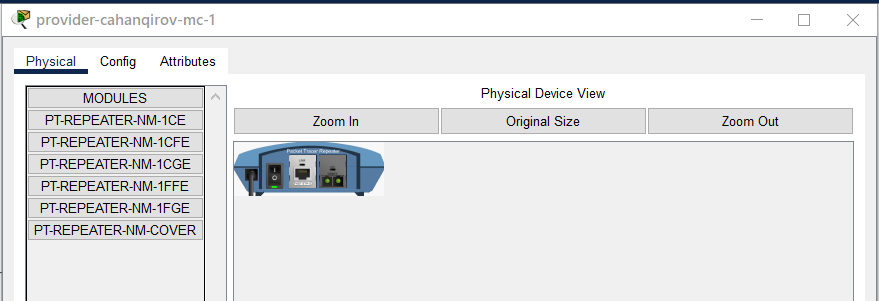 provider-cahanqirov-mc-1
Physical Config Attributes
MODULES
PT-REPEATER-NM-1CE
PT-REPEATER-NM-1CFE
PT-REPEATER-NM-1CGE
PT-REPEATER-NM-1FFE
PT-REPEATER-NM-1FGE
PT-REPEATER-NM-COVER
Physical Device View
Zoom In Original Size Zoom Out
Packet Tracer Repeater